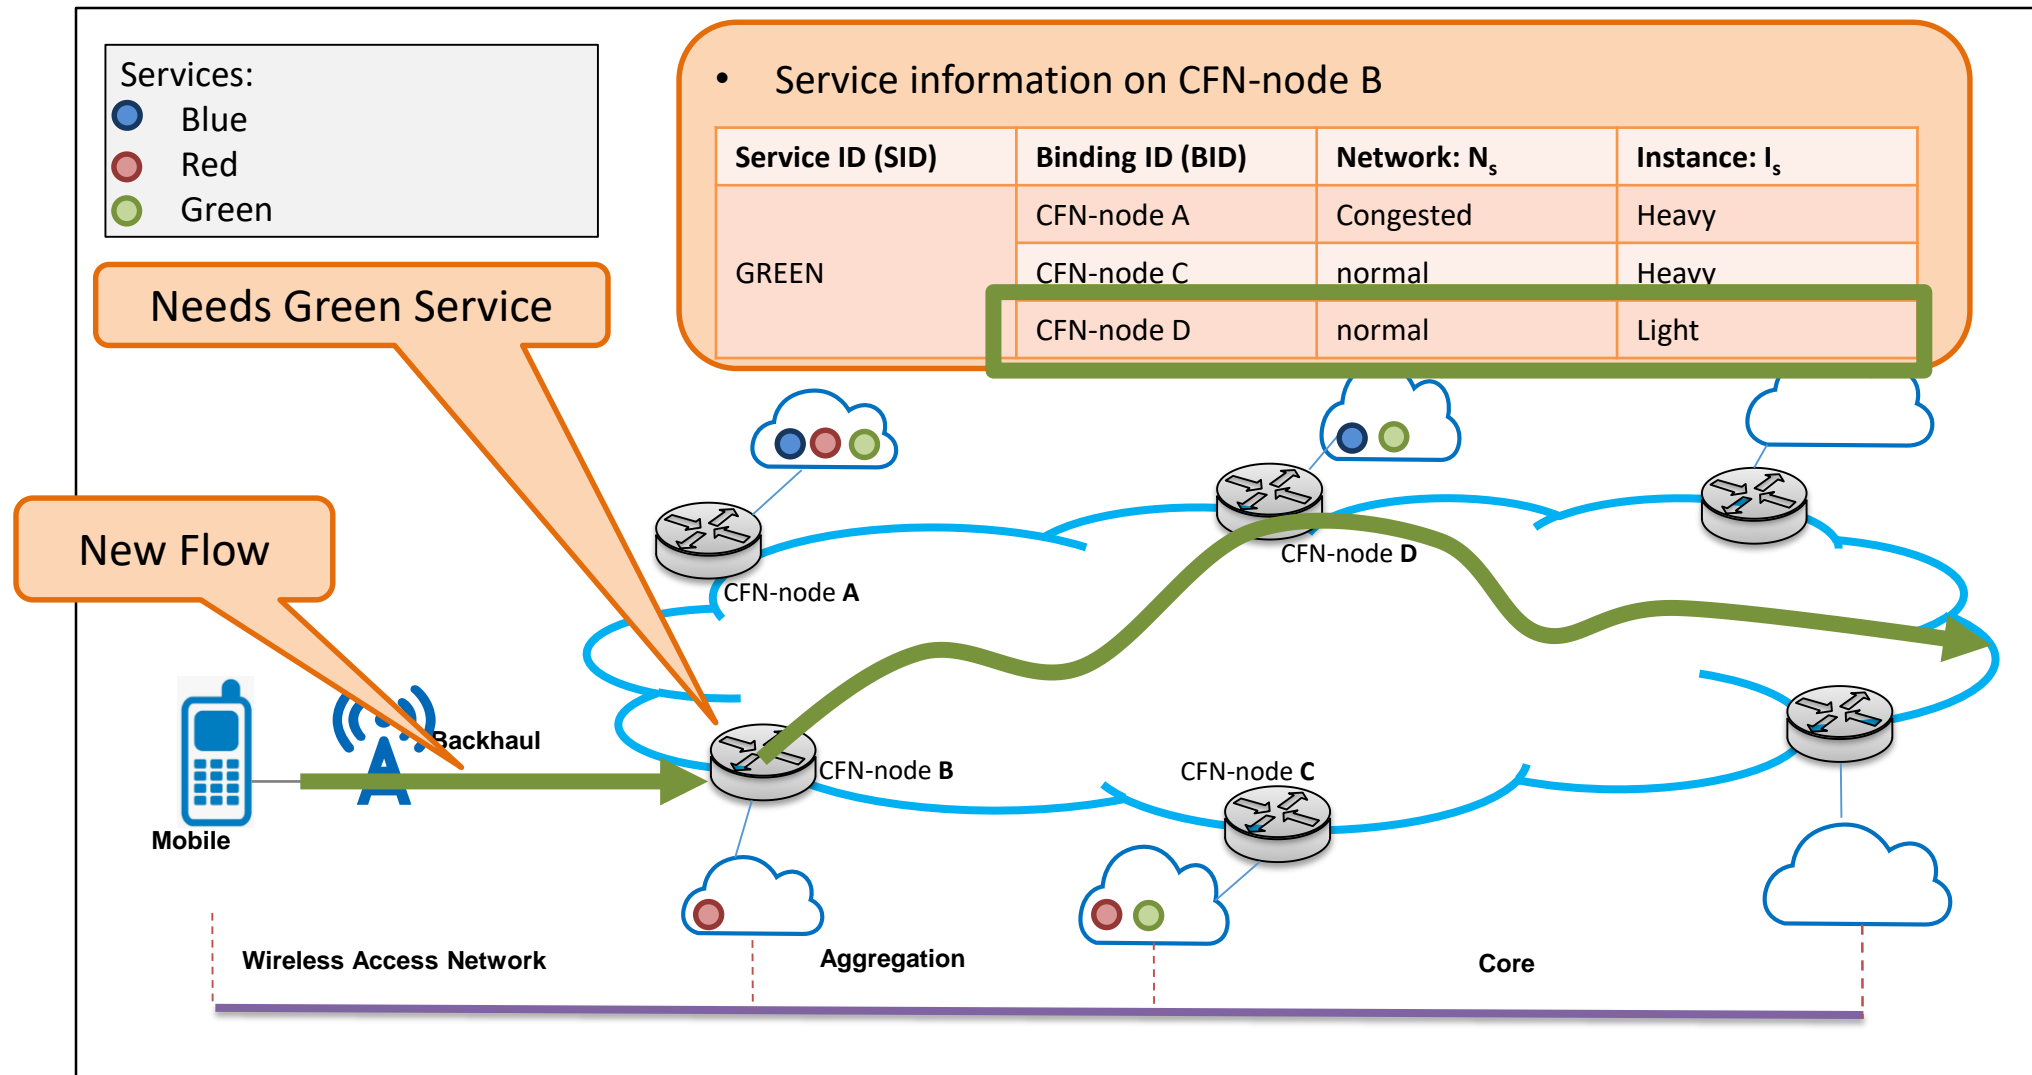 Services:
Blue
Red
Green
• Service information on CFN-node B
Service ID (SID) Binding ID (BID) Network: Ns Instance: Is
CFN-node A Congested Heavy
GREEN CFN-node C normal Heavy
CFN-node D normal Light
Needs Green Service
New Flow
CFN-node D
CFN-node A
Backhaul
CFN-node B
CFN-node C
Mobile
Wireless Access Network
Aggregation
Core